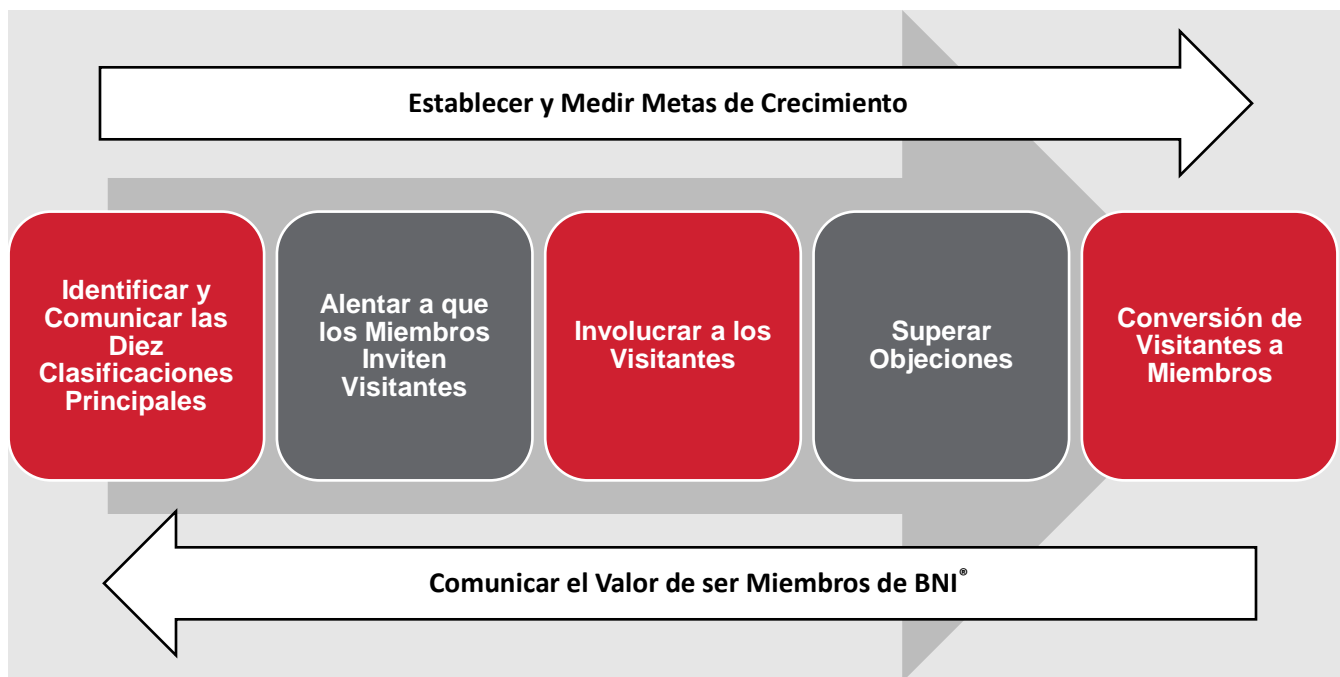 Establecer y Medir Metas de Crecimiento
Identificar y
Comunicar las
Diez
Clasificaciones
Principales
Alentar a que
los Miembros
Inviten
Visitantes
Involucrar a los
Visitantes
Superar
Objeciones
Conversión de
Visitantes a
Miembros
Comunicar el Valor de ser Miembros de BNI®